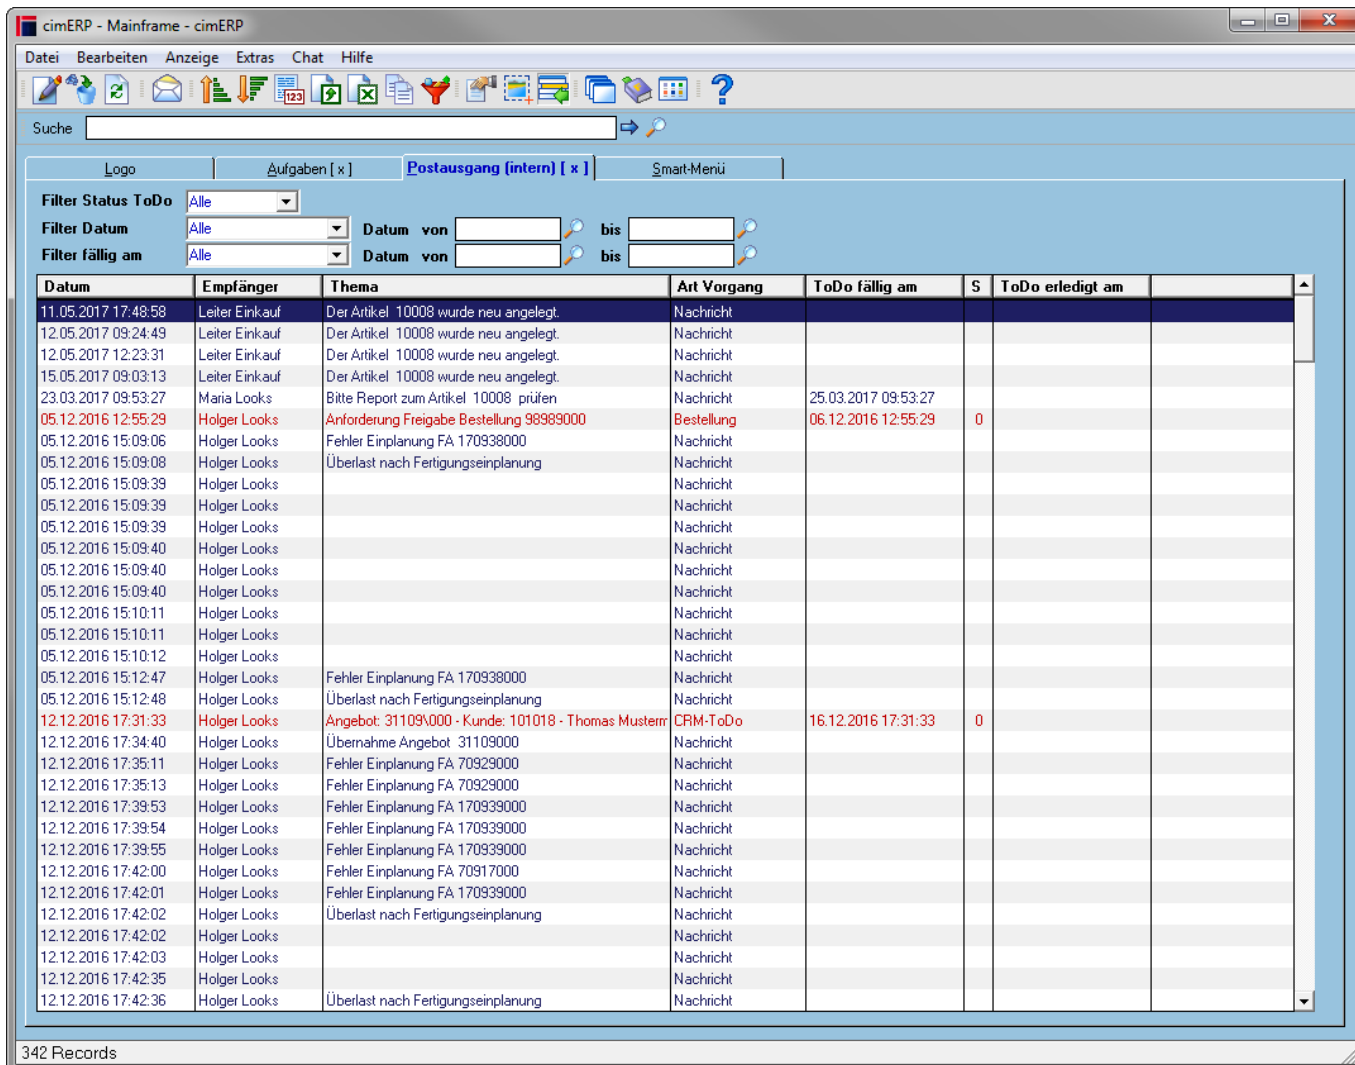 cimERP - Mainframe - cimERP
Datei Bearbeiten Anzeige Extras Chat Hilfe
123
Suche
Logo Aufgaben [ x ] Postausgang (intern) [ x ] Smart-Menü
Filter Status ToDo Alle
Filter Datum Alle Datum von bis
Filter fällig am Alle Datum von bis
Datum Empfänger Thema Art Vorgang ToDo fällig am S ToDo erledigt am
11.05.2017 17:48:58 Leiter Einkauf Der Artikel 10008 wurde neu angelegt. Nachricht
12.05.2017 09:24:49 Leiter Einkauf Der Artikel 10008 wurde neu angelegt. Nachricht
12.05.2017 12:23:31 Leiter Einkauf Der Artikel 10008 wurde neu angelegt. Nachricht
15.05.2017 09:03:13 Leiter Einkauf Der Artikel 10008 wurde neu angelegt. Nachricht
23.03.2017 09:53:27 Maria Looks Bitte Report zum Artikel 10008 prüfen Nachricht 25.03.2017 09:53:27
05.12.2016 12:55:29 Holger Looks Anforderung Freigabe Bestellung 98989000 Bestellung 06.12.2016 12:55:29 0
05.12.2016 15:09:06 Holger Looks Fehler Einplanung FA 170938000 Nachricht
05.12.2016 15:09:08 Holger Looks Überlast nach Fertigungseinplanung Nachricht
05.12.2016 15:09:39 Holger Looks Nachricht
05.12.2016 15:09:39 Holger Looks Nachricht
05.12.2016 15:09:39 Holger Looks Nachricht
05.12.2016 15:09:40 Holger Looks Nachricht
05.12.2016 15:09:40 Holger Looks Nachricht
05.12.2016 15:09:40 Holger Looks Nachricht
05.12.2016 15:10:11 Holger Looks Nachricht
05.12.2016 15:10:11 Holger Looks Nachricht
05.12.2016 15:10:12 Holger Looks Nachricht
05.12.2016 15:12:47 Holger Looks Fehler Einplanung FA 170938000 Nachricht
05.12.2016 15:12:48 Holger Looks Überlast nach Fertigungseinplanung Nachricht
12.12.2016 17:31:33 Holger Looks Angebot: 31109\000 - Kunde: 101018 - Thomas Musterm CRM-ToDo 16.12.2016 17:31:33 0
12.12.2016 17:34:40 Holger Looks Übernahme Angebot 31109000 Nachricht
12.12.2016 17:35:11 Holger Looks Fehler Einplanung FA 70929000 Nachricht
12.12.2016 17:35:13 Holger Looks Fehler Einplanung FA 70929000 Nachricht
12.12.2016 17:39:53 Holger Looks Fehler Einplanung FA 170939000 Nachricht
12.12.2016 17:39:54 Holger Looks Fehler Einplanung FA 170939000 Nachricht
12.12.2016 17:39:55 Holger Looks Fehler Einplanung FA 170939000 Nachricht
12.12.2016 17:42:00 Holger Looks Fehler Einplanung FA 70917000 Nachricht
12.12.2016 17:42:01 Holger Looks Fehler Einplanung FA 170939000 Nachricht
12.12.2016 17:42:02 Holger Looks Überlast nach Fertigungseinplanung Nachricht
12.12.2016 17:42:02 Holger Looks Nachricht
12.12.2016 17:42:03 Holger Looks Nachricht
12.12.2016 17:42:35 Holger Looks Nachricht
12.12.2016 17:42:36 Holger Looks Überlast nach Fertigungseinplanung Nachricht
342 Records